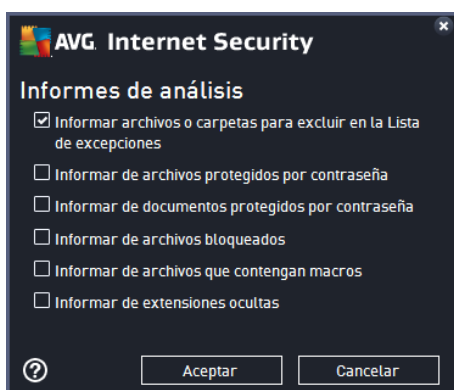 AVG. Internet Security
Informes de análisis
Informar archivos o carpetas para excluir en la Lista
de excepciones
Informar de archivos protegidos por contraseña
Informar de documentos protegidos por contraseña
Informar de archivos bloqueados
Informar de archivos que contengan macros
Informar de extensiones ocultas
?
Aceptar
Cancelar